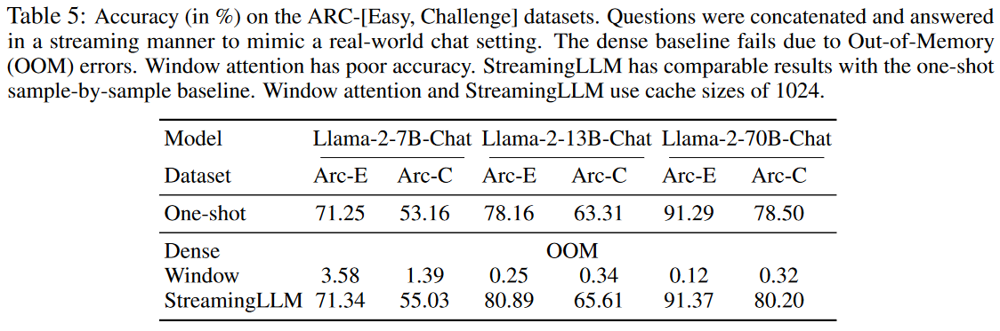 Table 5: Accuracy (in %) on the ARC-[Easy, Challenge] datasets. Questions were concatenated and answered
in a streaming manner to mimic a real-world chat setting. The dense baseline fails due to Out-of-Memory
(OOM) errors. Window attention has poor accuracy. StreamingLLM has comparable results with the one-shot
sample-by-sample baseline. Window attention and StreamingLLM use cache sizes of 1024.
Model Llama-2-7B-Chat Llama-2-13B-Chat Llama-2-70B-Chat
Dataset Arc-E Arc-C Arc-E Arc-C Arc-E Arc-C
One-shot 71.25 53.16 78.16 63.31 91.29 78.50
Dense OOM
Window 3.58 1.39 0.25 0.34 0.12 0.32
StreamingLLM 71.34 55.03 80.89 65.61 91.37 80.20